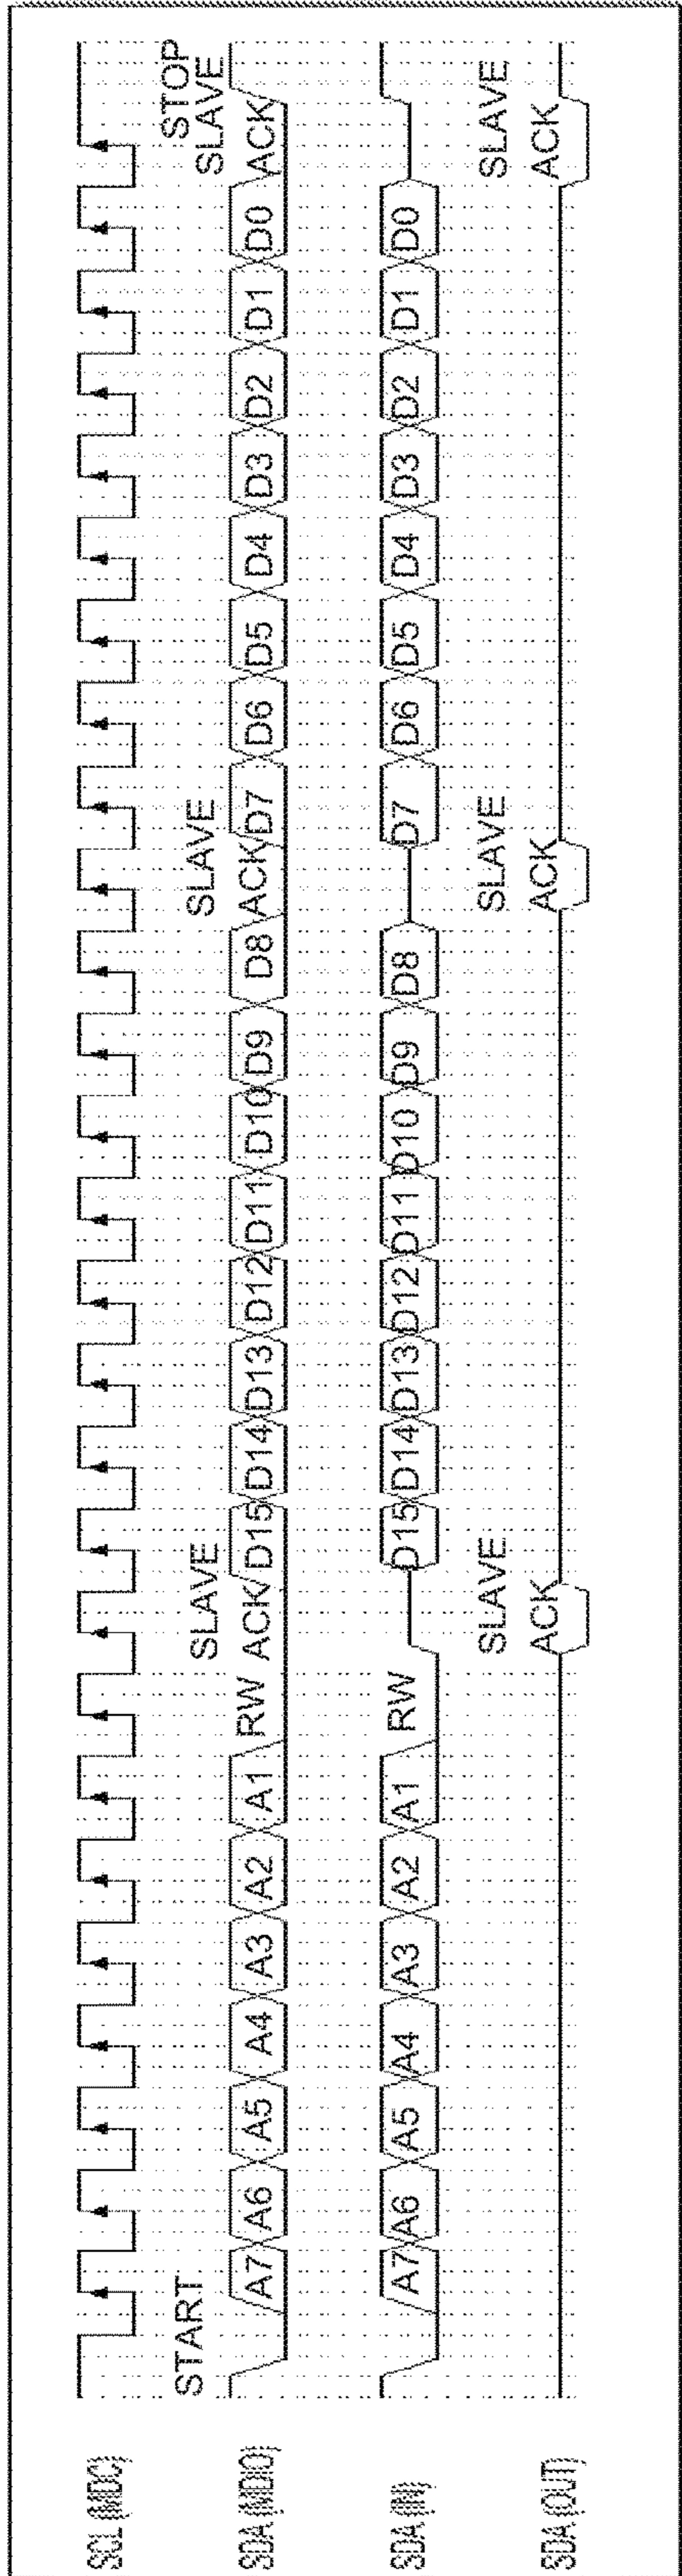 SCL (MDC)
START STOP
SLAVE SLAVE SLAVE
SDA (MDIO) A7 A6 A5 A4 A3 A2 A1 RW ACK D15 D14 D13 D12 D11 D10 D9 D8 ACK D7 D6 D5 D4 D3 D2 D1 D0 ACK
SDA (IN) A7 A6 A5 A4 A3 A2 A1 RW D15 D14 D13 D12 D11 D10 D9 D8 D7 D6 D5 D4 D3 D2 D1 D0
SLAVE SLAVE SLAVE
SDA (OUT) ACK ACK ACK